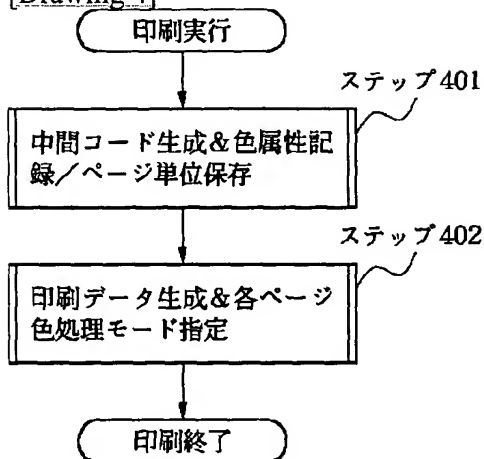 [Drawing 4]
印刷実行
ステップ401
中間コード生成&色属性記
録/ページ単位保存
ステップ402
印刷データ生成&各ページ
色処理モード指定
印刷終了